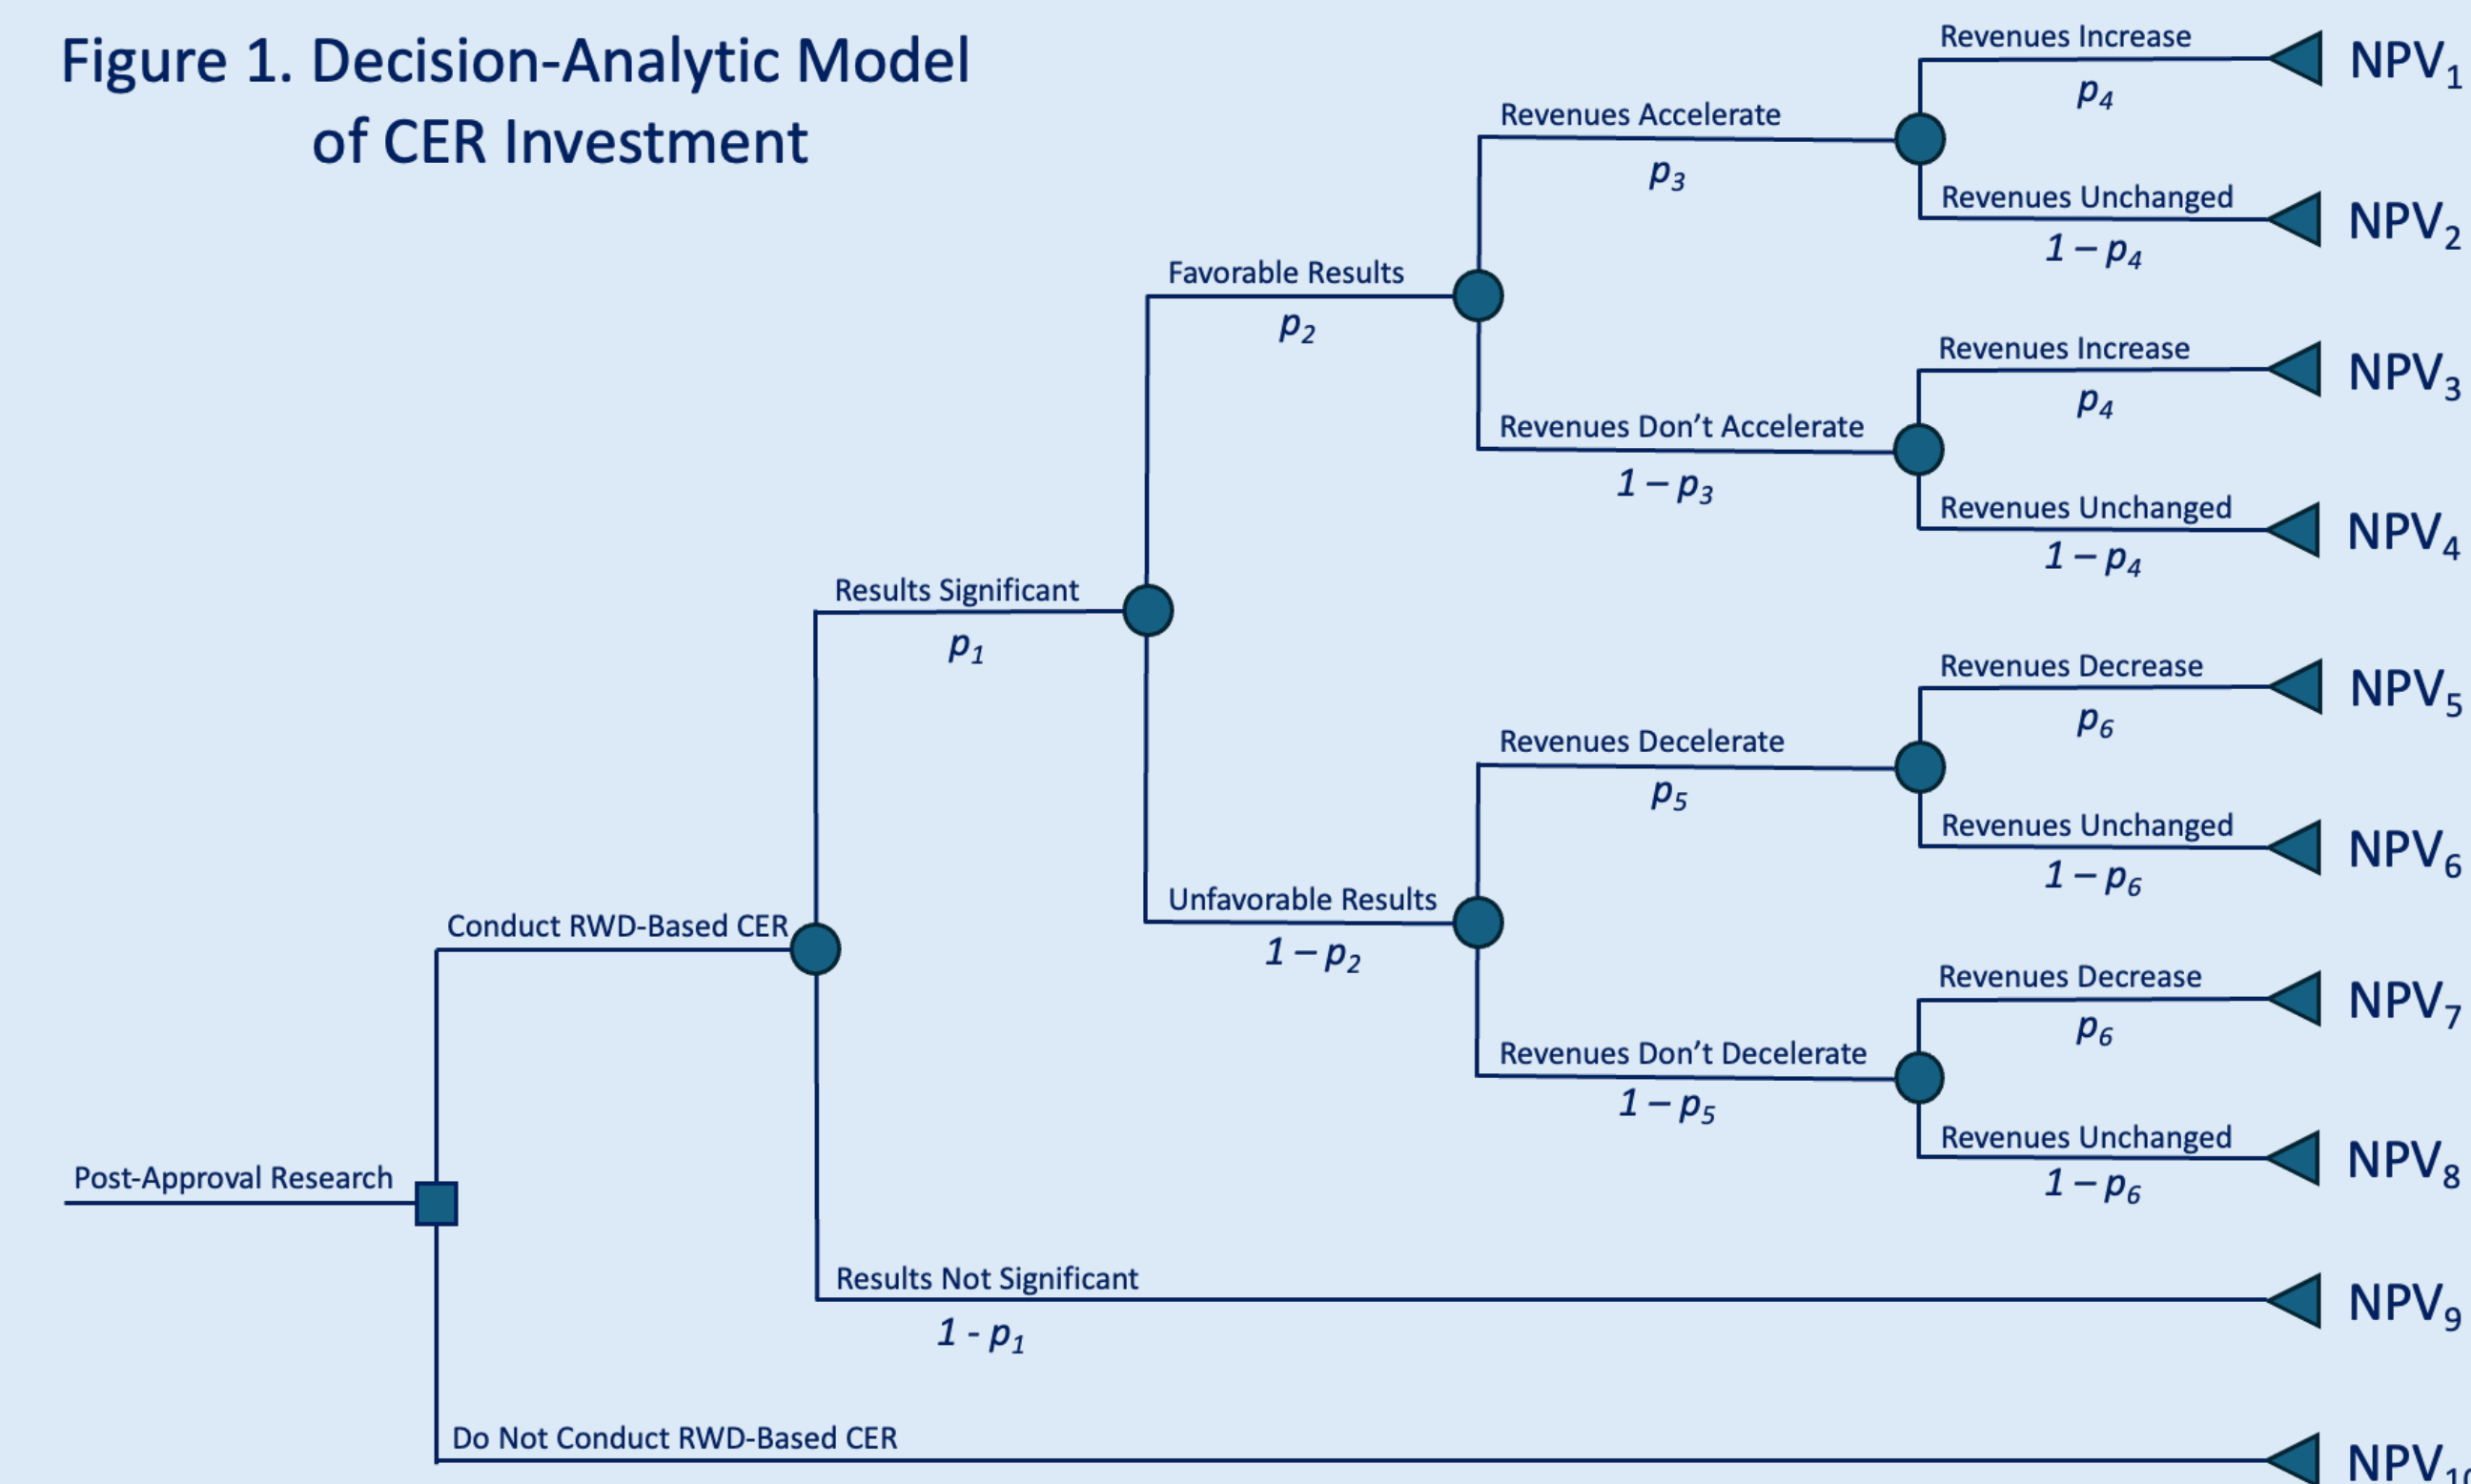 Figure 1. Decision-Analytic Model
of CER Investment
Revenues Increase
p4
NPV1
Revenues Accelerate
p3
Revenues Unchanged
1 – p4
NPV2
Favorable Results
p2
Revenues Increase
p4
NPV3
Revenues Don’t Accelerate
1 – p3
Revenues Unchanged
1 – p4
NPV4
Results Significant
p1
Revenues Decrease
p6
NPV5
Revenues Decelerate
p5
Revenues Unchanged
1 – p6
NPV6
Unfavorable Results
1 – p2
Conduct RWD-Based CER
Revenues Decrease
p6
NPV7
Revenues Don’t Decelerate
1 – p5
Revenues Unchanged
1 – p6
NPV8
Post-Approval Research
Results Not Significant
1 - p1
NPV9
Do Not Conduct RWD-Based CER
NPV10